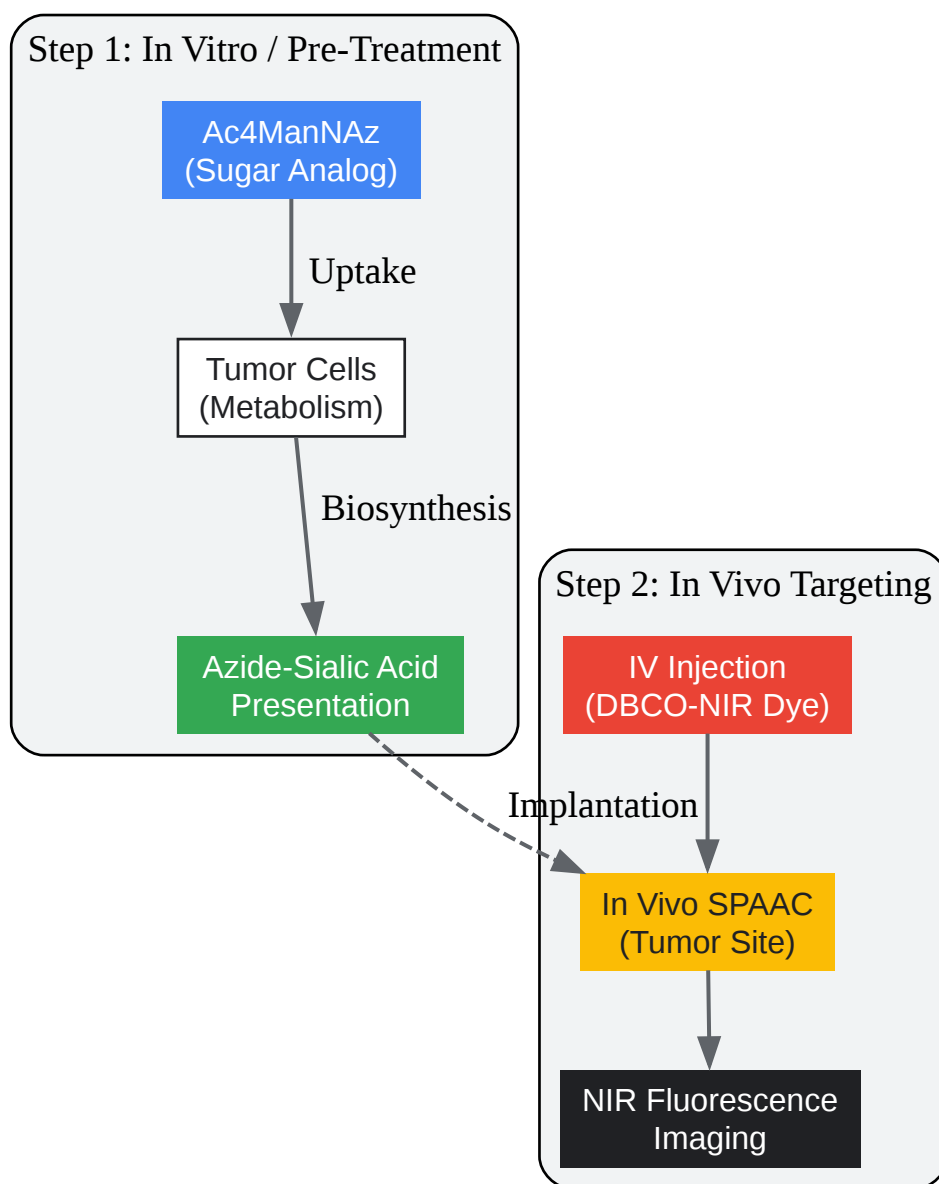 Step 1: In Vitro / Pre-Treatment
Ac4ManNAz
(Sugar Analog)
Uptake
Tumor Cells
(Metabolism)
Biosynthesis
Azide-Sialic Acid
Presentation
Implantation
Step 2: In Vivo Targeting
IV Injection
(DBCO-NIR Dye)
In Vivo SPAAC
(Tumor Site)
NIR Fluorescence
Imaging